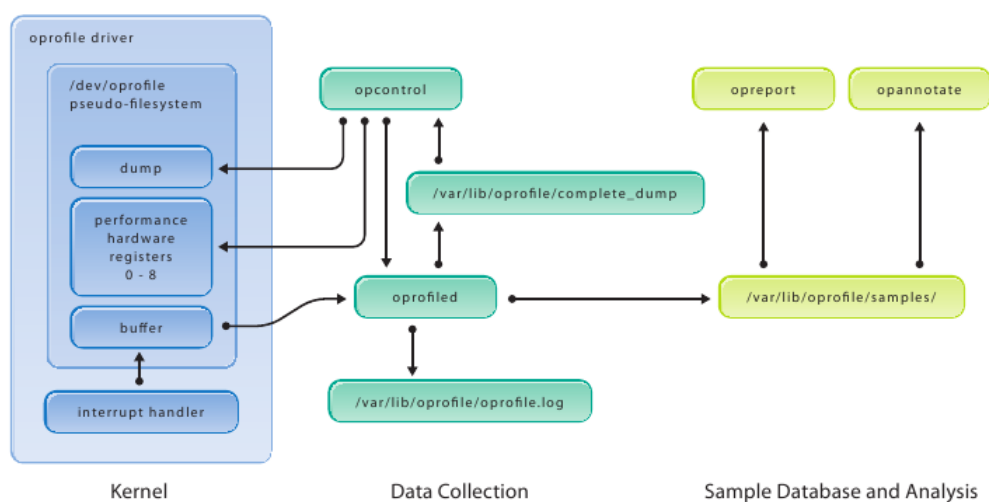 oprofile driver
/dev/oprofile
pseudo-filesystem
dump
performance
hardware
registers
0 - 8
buffer
interrupt handler
Kernel
opcontrol
/var/lib/oprofile/complete_dump
oprofiled
/var/lib/oprofile/oprofile.log
Data Collection
opreport
opannotate
/var/lib/oprofile/samples/
Sample Database and Analysis